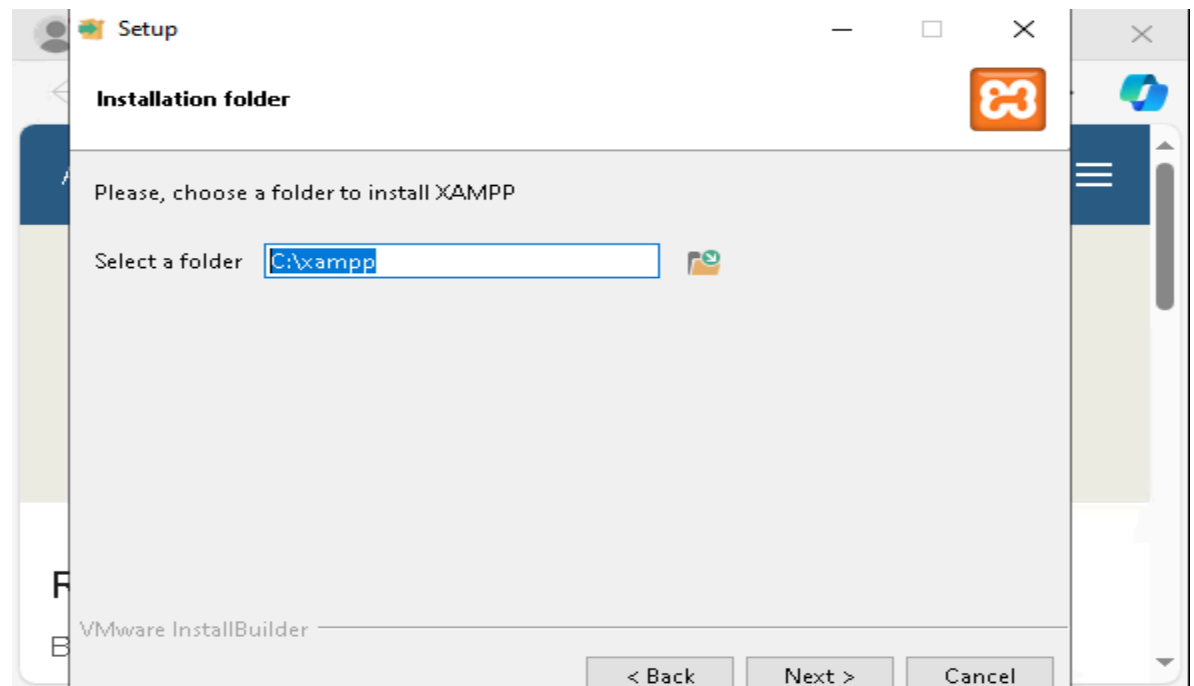 Setup
Installation folder
Please, choose a folder to install XAMPP
Select a folder C:\xampp
VMware InstallBuilder
< Back Next > Cancel